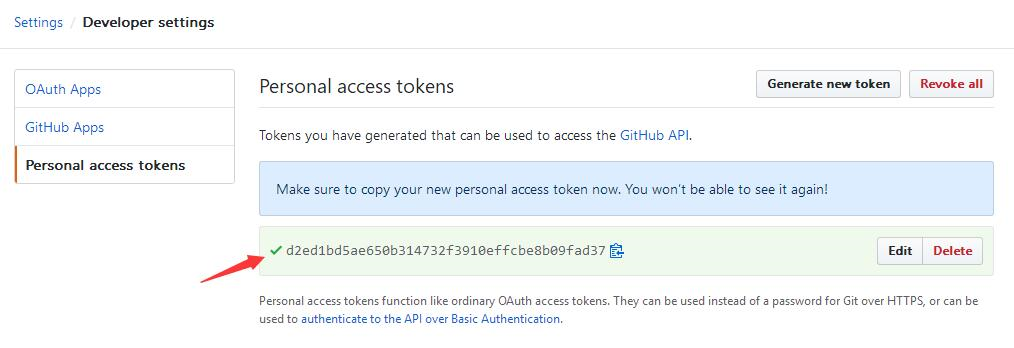 Settings / Developer settings
OAuth Apps
GitHub Apps
Personal access tokens
Personal access tokens
Generate new token
Revoke all
Tokens you have generated that can be used to access the GitHub API.
Make sure to copy your new personal access token now. You won't be able to see it again!
d2ed1bd5ae650b314732f3910effcbe8b09fad37
Edit
Delete
Personal access tokens function like ordinary OAuth access tokens. They can be used instead of a password for Git over HTTPS, or can be
used to authenticate to the API over Basic Authentication.